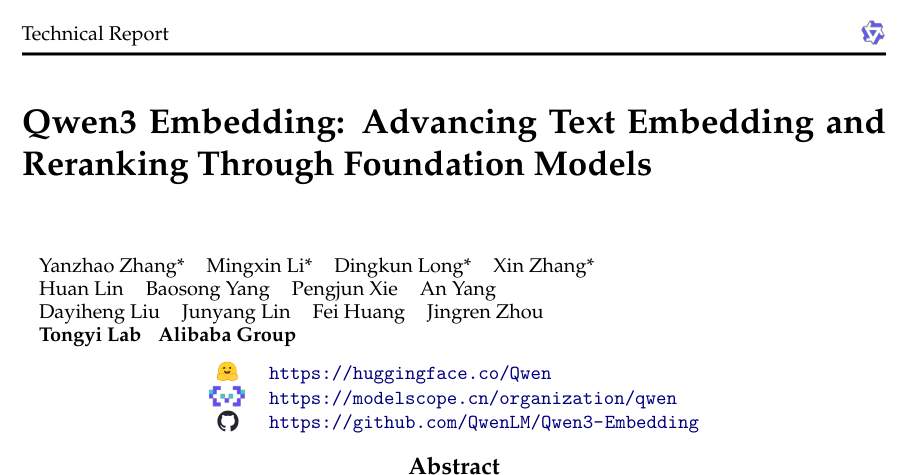 Technical Report
Qwen3 Embedding: Advancing Text Embedding and
Reranking Through Foundation Models
Yanzhao Zhang* Mingxin Li* Dingkun Long* Xin Zhang*
Huan Lin Baosong Yang Pengjun Xie An Yang
Dayiheng Liu Junyang Lin Fei Huang Jingren Zhou
Tongyi Lab Alibaba Group
https://huggingface.co/Qwen
https://modelscope.cn/organization/qwen
https://github.com/QwenLM/Qwen3-Embedding
Abstract